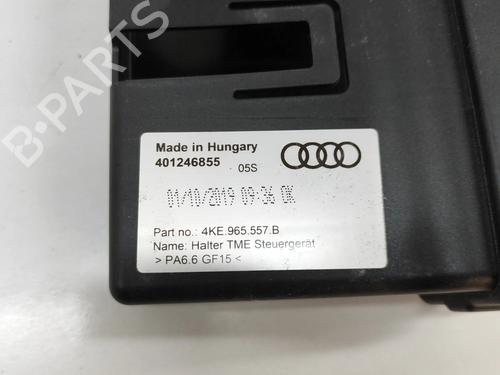 B-PARTS
Made in Hungary
401246855
05S
01/10/2019 09:36 OK
Part no.: 4KE.965.557.B
Name: Halter TME Steuergerät
> PA6.6 GF15 <